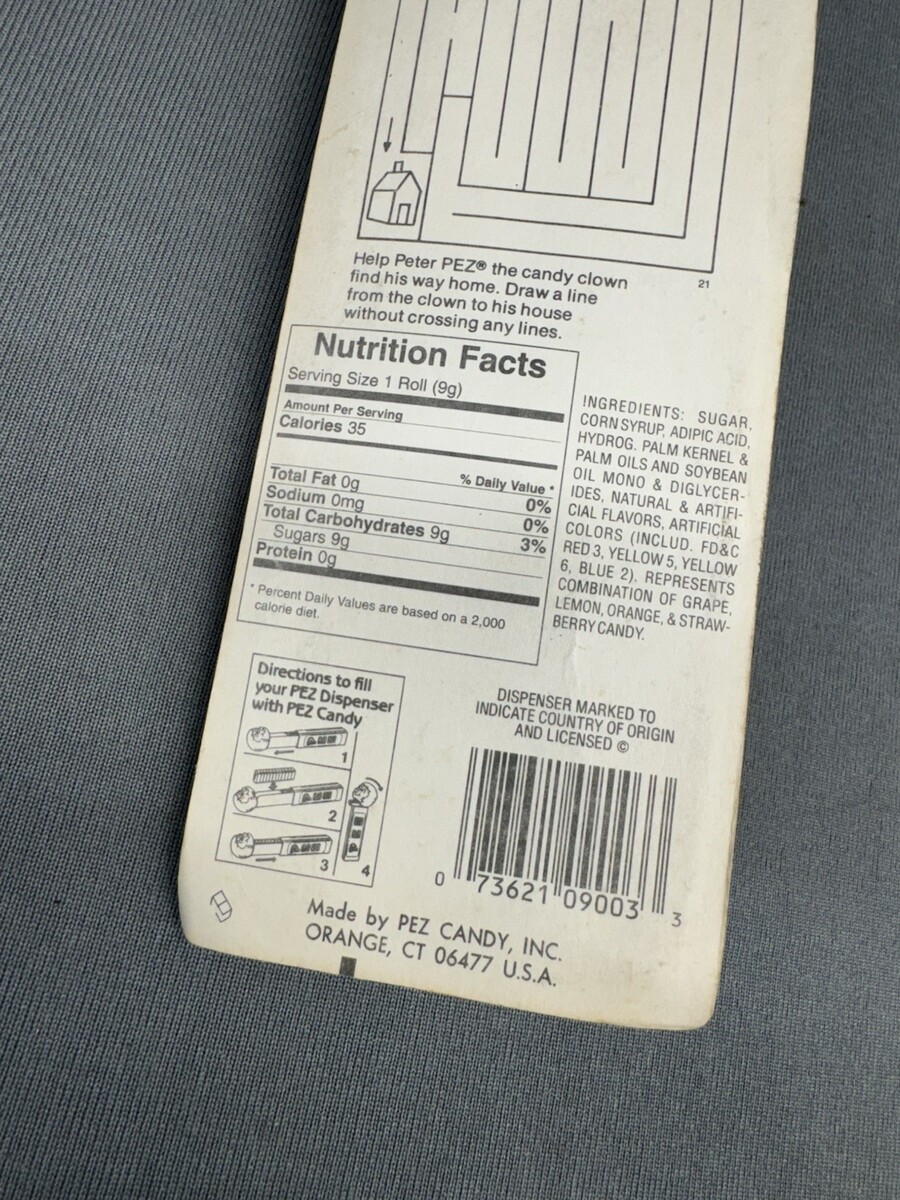 21
Help Peter PEZ® the candy clown
find his way home. Draw a line
from the clown to his house
without crossing any lines.
Nutrition Facts
Serving Size 1 Roll (9g)
Amount Per Serving
Calories 35
% Daily Value *
Total Fat 0g 0%
Sodium 0mg 0%
Total Carbohydrates 9g 3%
Sugars 9g
Protein 0g
* Percent Daily Values are based on a 2,000
calorie diet.
INGREDIENTS: SUGAR,
CORN SYRUP, ADIPIC ACID,
HYDROG. PALM KERNEL &
PALM OILS AND SOYBEAN
OIL MONO & DIGLYCER-
IDES, NATURAL & ARTIFI-
CIAL FLAVORS, ARTIFICIAL
COLORS (INCLUD. FD&C
RED 3, YELLOW 5, YELLOW
6, BLUE 2). REPRESENTS
COMBINATION OF GRAPE,
LEMON, ORANGE, & STRAW-
BERRY CANDY.
Directions to fill
your PEZ Dispenser
with PEZ Candy
1
2
3
4
DISPENSER MARKED TO
INDICATE COUNTRY OF ORIGIN
AND LICENSED ©
0 73621 09003 3
Made by PEZ CANDY, INC.
ORANGE, CT 06477 U.S.A.